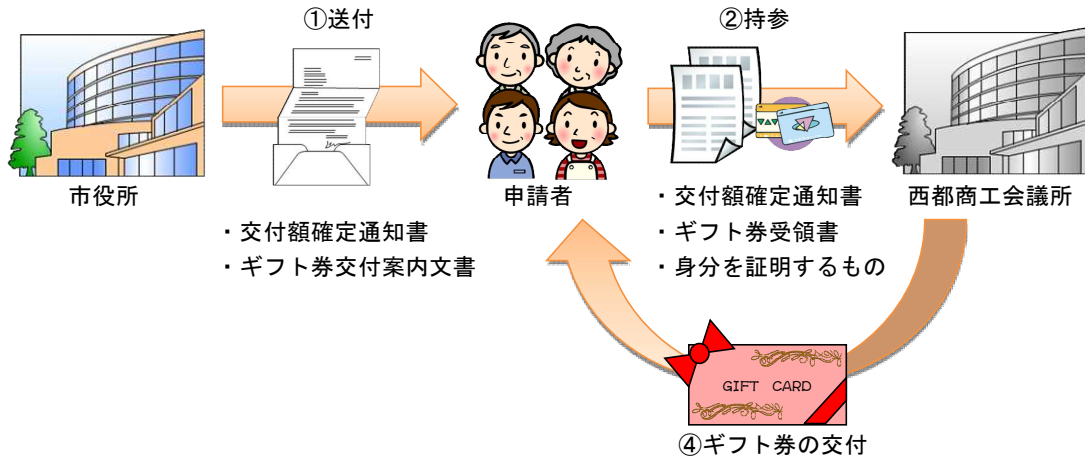 ①送付
②持参
市役所
申請者
西都商工会議所
・交付額確定通知書
・ギフト券交付案内文書
・交付額確定通知書
・ギフト券受領書
・身分を証明するもの
GIFT CARD
④ギフト券の交付